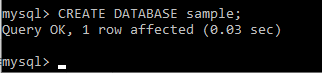 mysql> CREATE DATABASE sample;
Query OK, 1 row affected (0.03 sec)
mysql> _